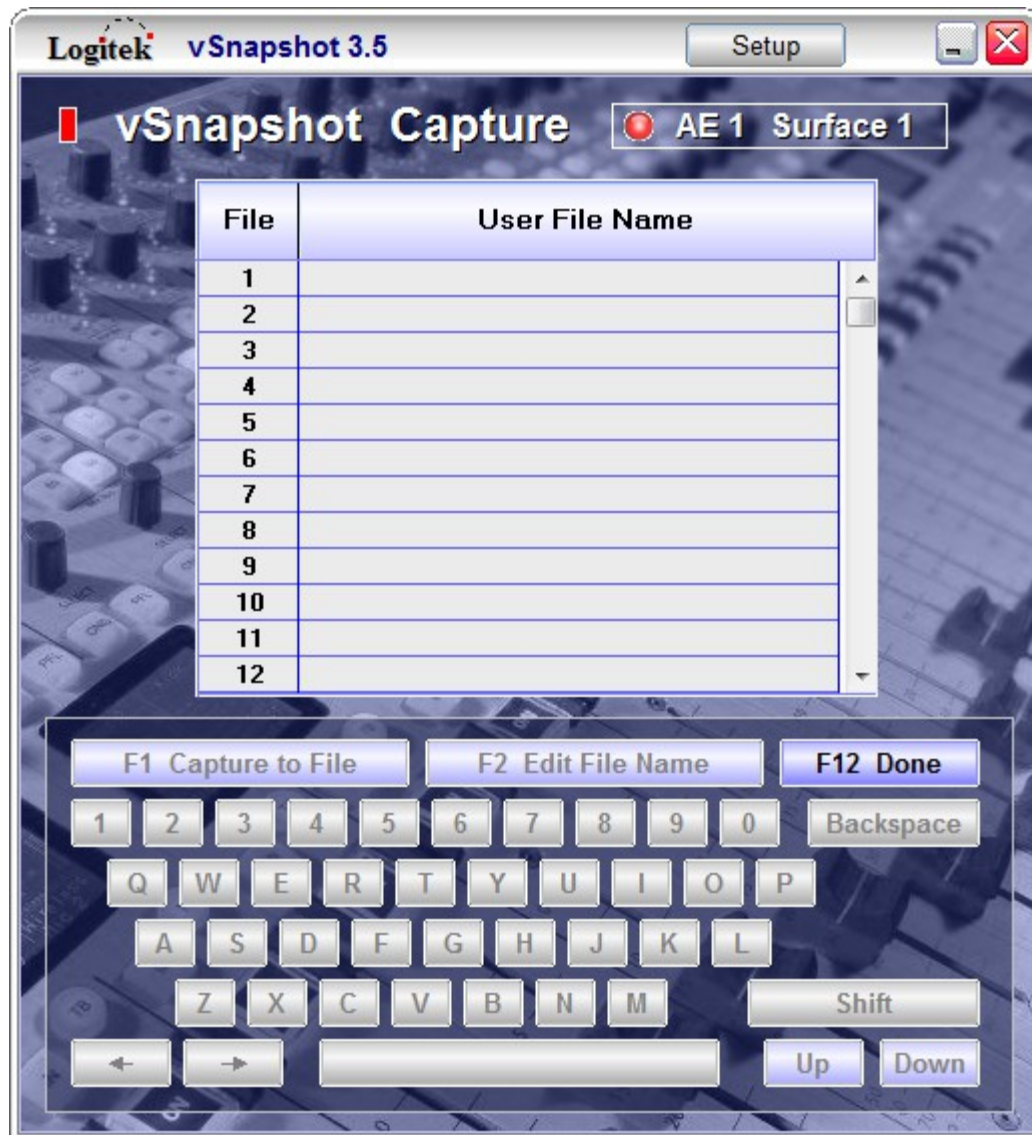 Logitek vSnapshot 3.5 Setup
vSnapshot Capture AE 1 Surface 1
File User File Name
1
2
3
4
5
6
7
8
9
10
11
12
F1 Capture to File F2 Edit File Name F12 Done
1 2 3 4 5 6 7 8 9 0 Backspace
Q W E R T Y U I O P
A S D F G H J K L
Z X C V B N M Shift
Up Down